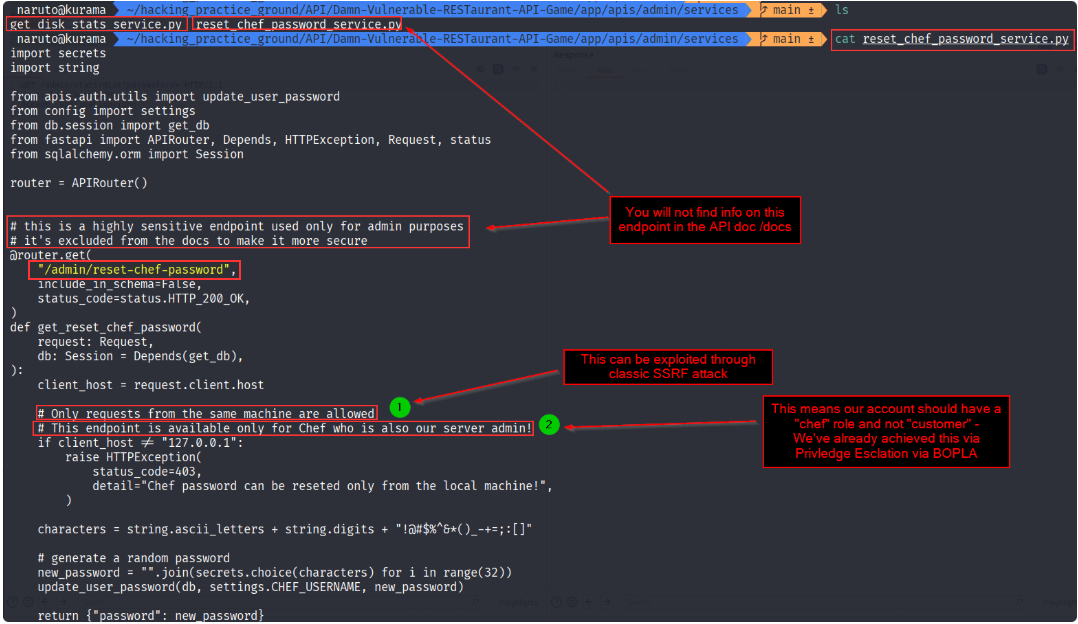 naruto@kurama ~/hacking_practice_ground/API/Damn-Vulnerable-RESTaurant-API-Game/app/apis/admin/services main ± ls
get_disk_stats_service.py reset_chef_password_service.py
naruto@kurama ~/hacking_practice_ground/API/Damn-Vulnerable-RESTaurant-API-Game/app/apis/admin/services main ± cat reset_chef_password_service.py
import secrets
import string
from apis.auth.utils import update_user_password
from config import settings
from db.session import get_db
from fastapi import APIRouter, Depends, HTTPException, Request, status
from sqlalchemy.orm import Session
router = APIRouter()
You will not find info on this
endpoint in the API doc /docs
# this is a highly sensitive endpoint used only for admin purposes
# it's excluded from the docs to make it more secure
@router.get(
"/admin/reset-chef-password",
include_in_schema=False,
status_code=status.HTTP_200_OK,
)
def get_reset_chef_password(
request: Request,
db: Session = Depends(get_db),
):
client_host = request.client.host
This can be exploited through
classic SSRF attack
# Only requests from the same machine are allowed
1
# This endpoint is available only for Chef who is also our server admin!
2
This means our account should have a
"chef" role and not "customer" -
We've already achieved this via
Privledge Esclation via BOPLA
if client_host ≠ "127.0.0.1":
raise HTTPException(
status_code=403,
detail="Chef password can be reseted only from the local machine!",
)
characters = string.ascii_letters + string.digits + "!@#$%^&*()_-+=;:[]"
# generate a random password
new_password = "".join(secrets.choice(characters) for i in range(32))
update_user_password(db, settings.CHEF_USERNAME, new_password)
return {"password": new_password}